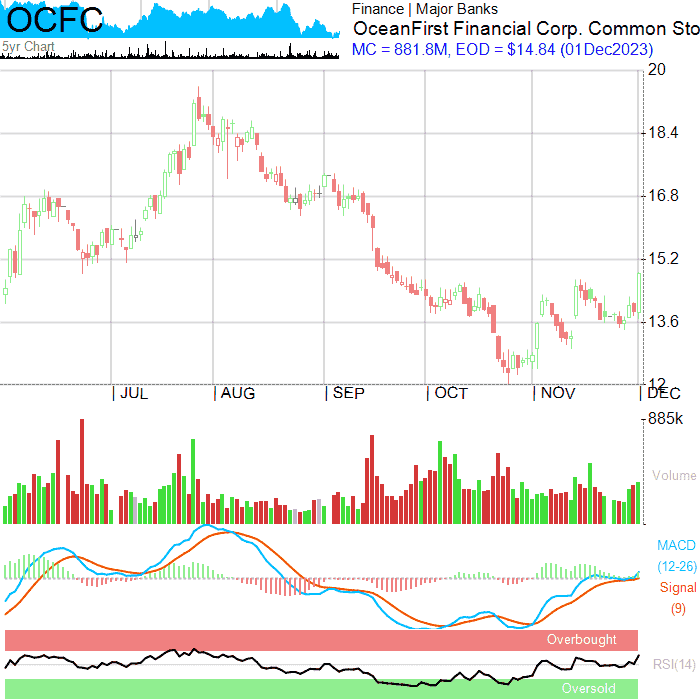 OCFC
5yr Chart
Finance | Major Banks
OceanFirst Financial Corp. Common Sto
MC = 881.8M, EOD = $14.84 (01Dec2023)
20
18.4
16.8
15.2
13.6
12
JUL AUG SEP OCT NOV DEC
885k
Volume
MACD
(12-26)
Signal
(9)
Overbought
RSI(14)
Oversold